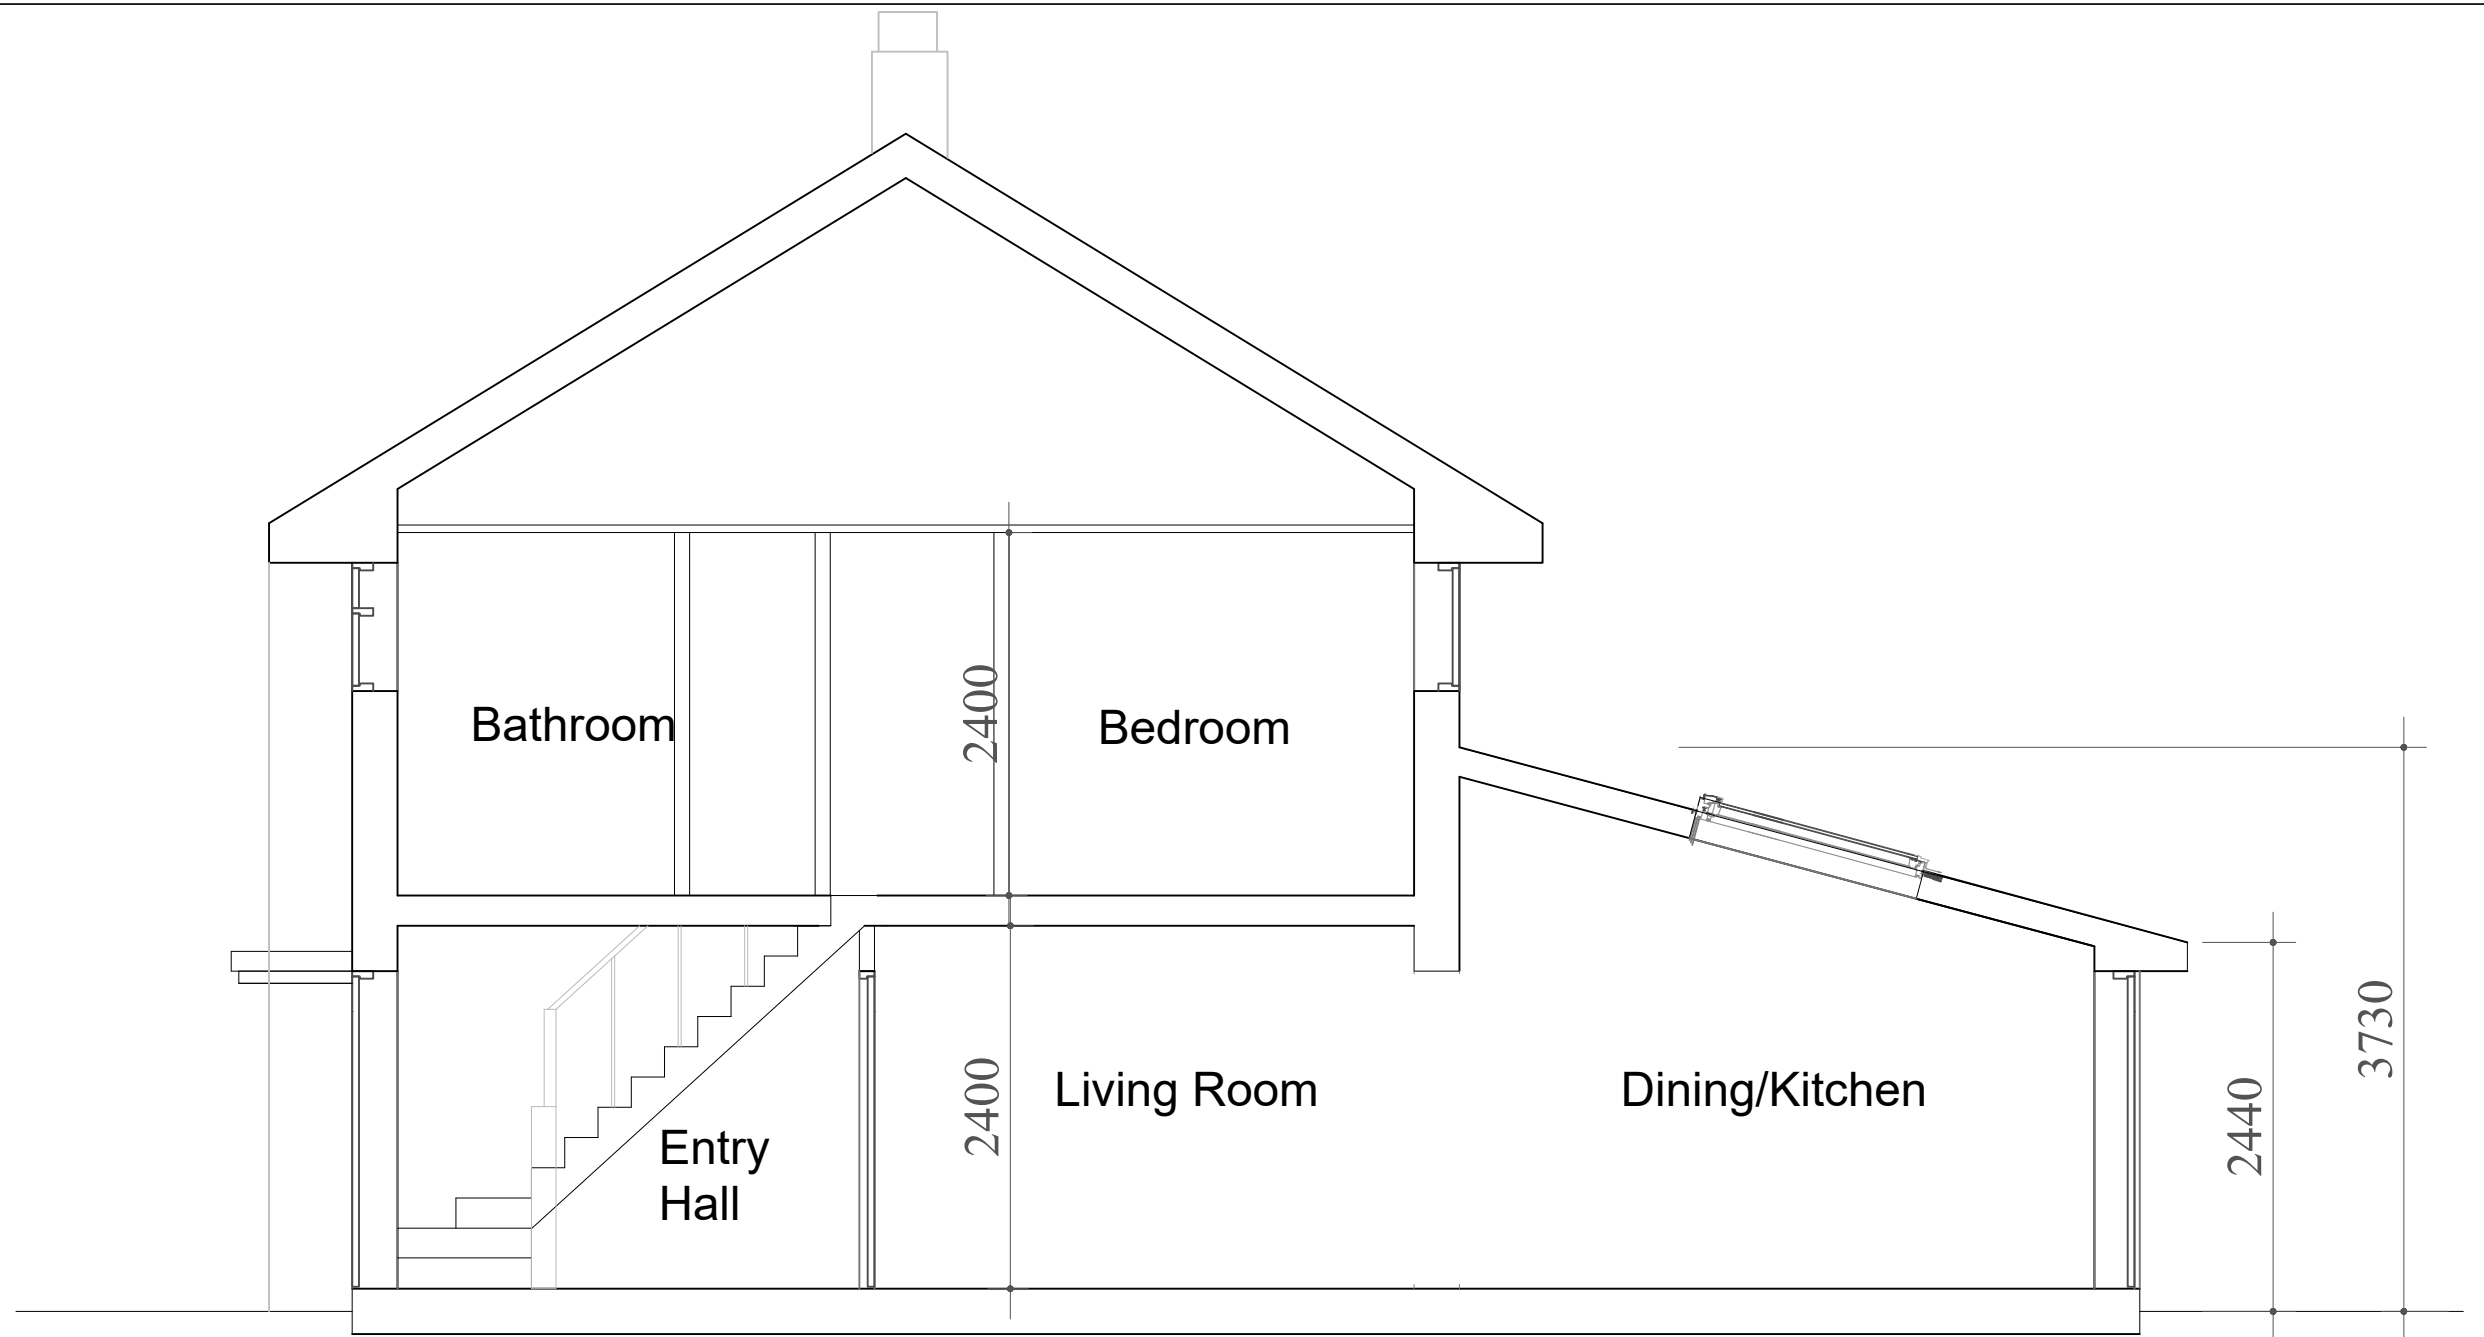 Bathroom
2400
Bedroom
2400
Living Room
Dining/Kitchen
Entry
Hall
2440
3730